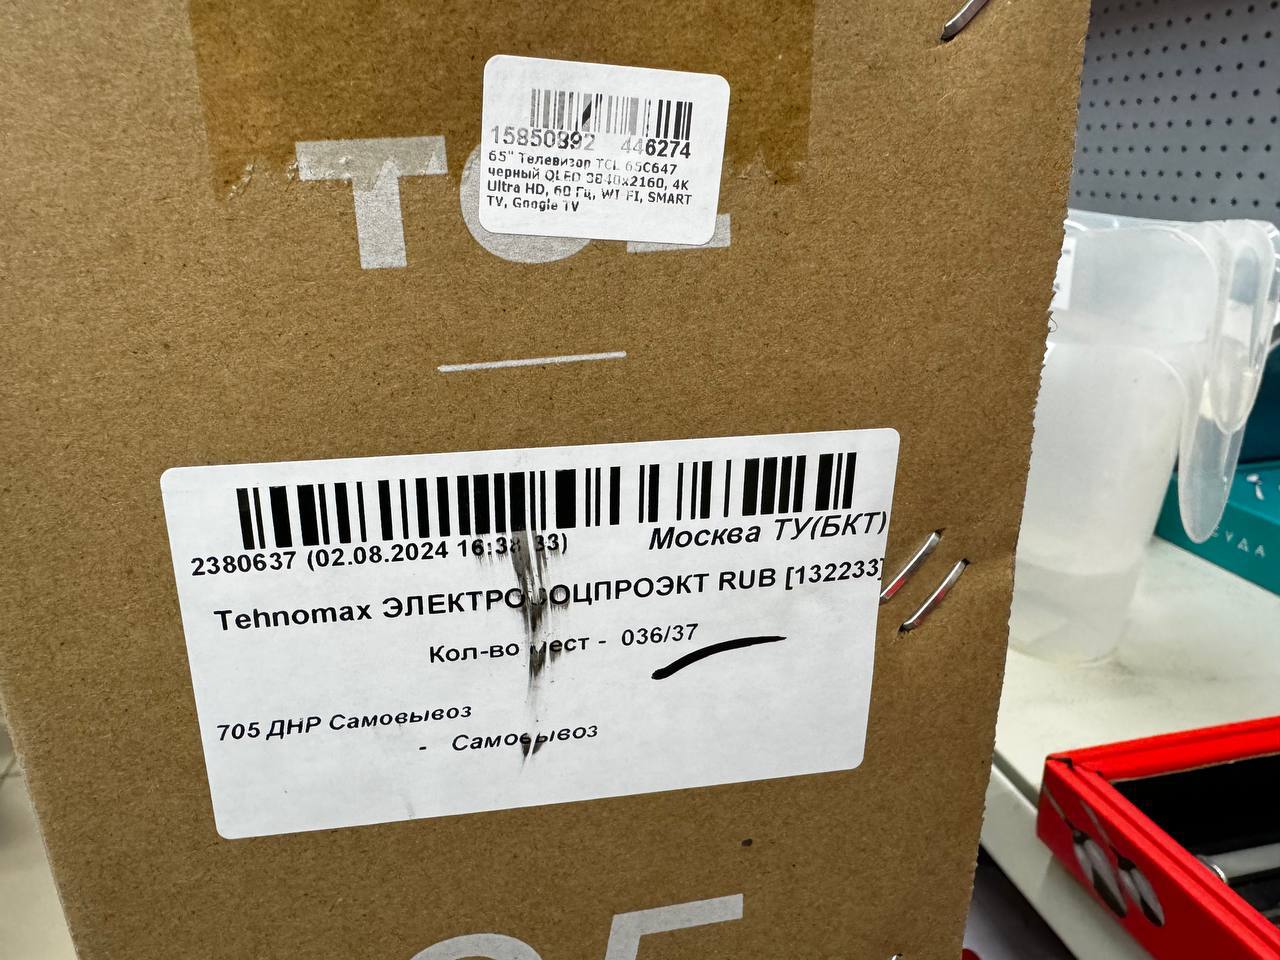 TCL
15850892 446274
65" Телевизор TCL 65C647
черный QLED 3840x2160, 4K
Ultra HD, 60 Гц, WI-FI, SMART
TV, Google TV
2380637 (02.08.2024 16:38:33)
Москва ТУ(БКТ)
Tehnomax ЭЛЕКТРОСОЦПРОЭКТ RUB [132233]
Кол-во мест - 036/37
705 ДНР Самовывоз
- Самовывоз
65